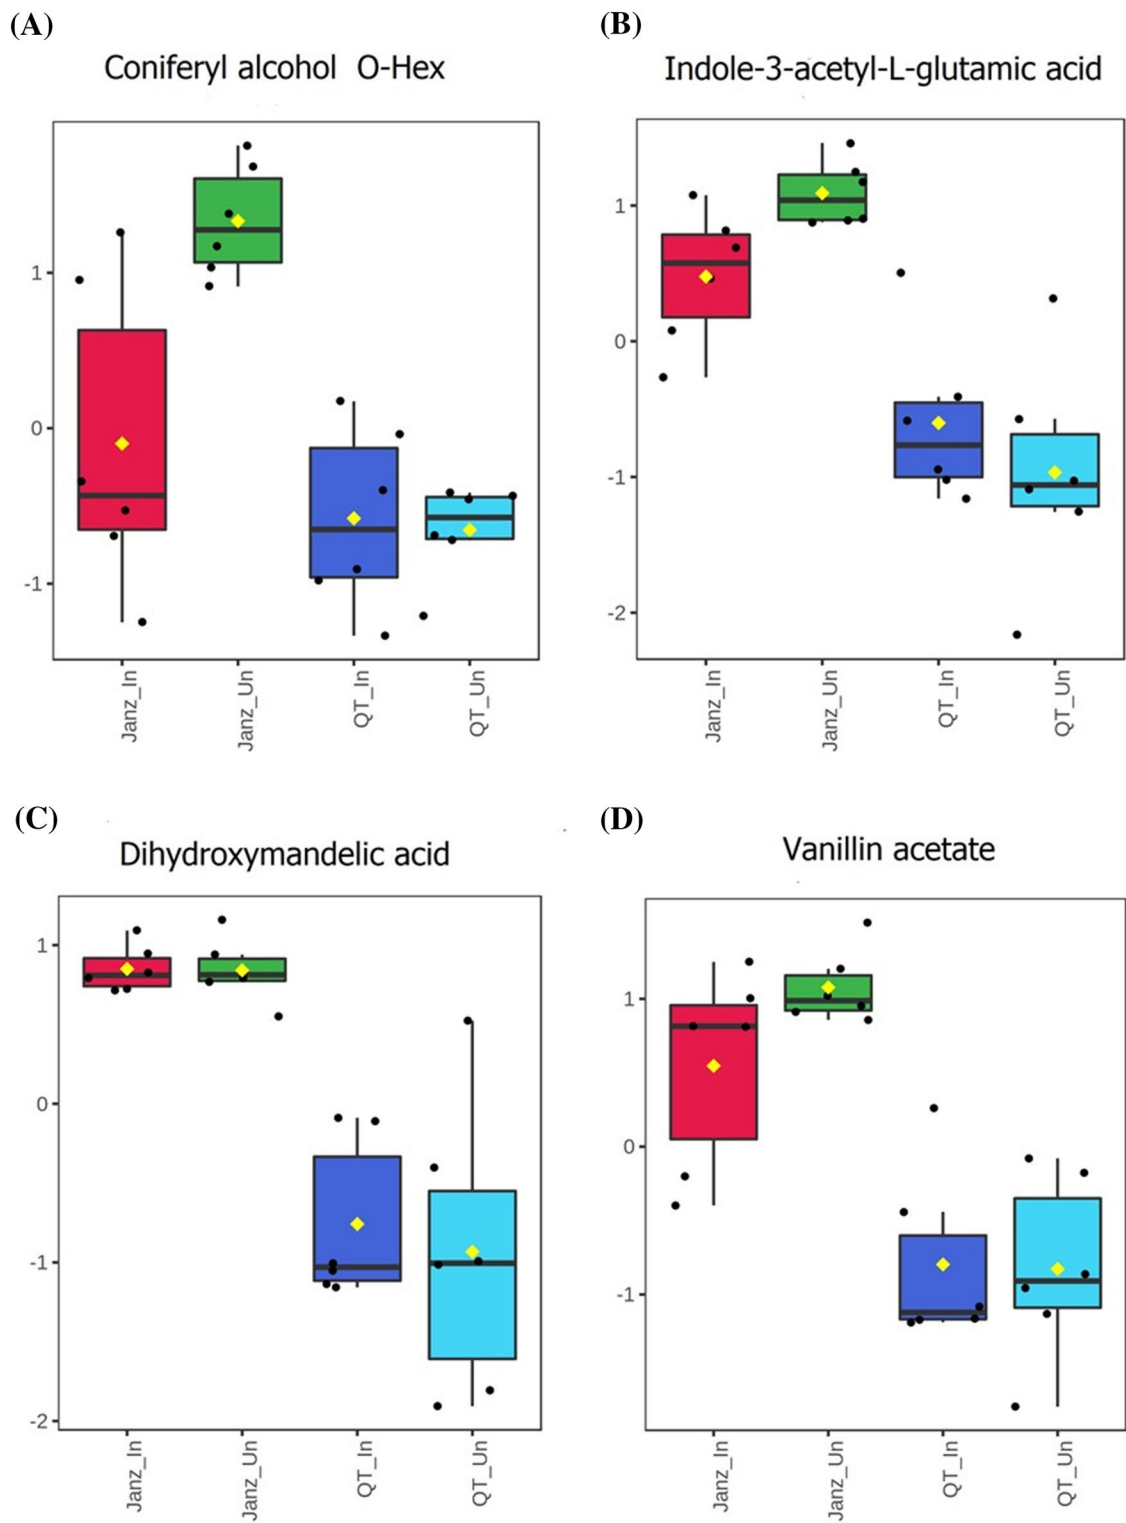 (A)
Coniferyl alcohol O-Hex
1
0
-1
Janz_In
Janz_Un
QT_In
QT_Un
(B)
Indole-3-acetyl-L-glutamic acid
1
0
-1
-2
Janz_In
Janz_Un
QT_In
QT_Un
(C)
Dihydroxymandelic acid
1
0
-1
-2
Janz_In
Janz_Un
QT_In
QT_Un
(D)
Vanillin acetate
1
0
-1
Janz_In
Janz_Un
QT_In
QT_Un